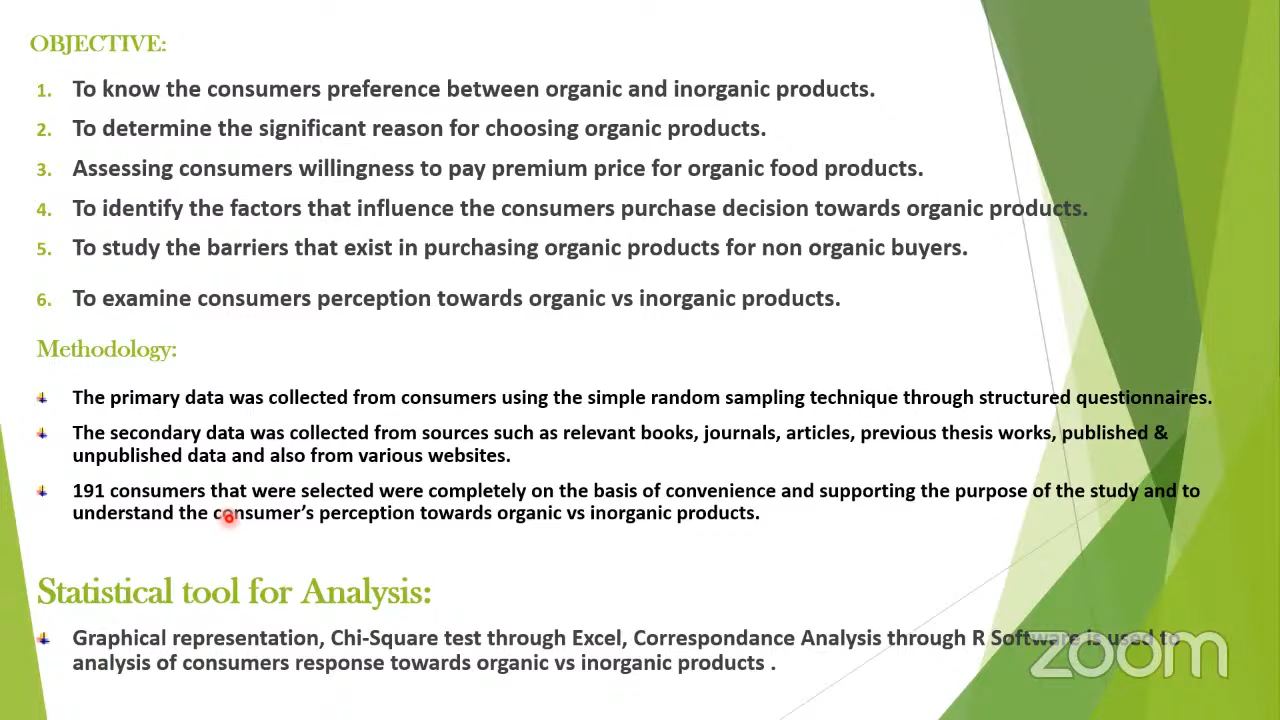 OBJECTIVE:
1. To know the consumers preference between organic and inorganic products.
2. To determine the significant reason for choosing organic products.
3. Assessing consumers willingness to pay premium price for organic food products.
4. To identify the factors that influence the consumers purchase decision towards organic products.
5. To study the barriers that exist in purchasing organic products for non organic buyers.
6. To examine consumers perception towards organic vs inorganic products.
Methodology:
The primary data was collected from consumers using the simple random sampling technique through structured questionnaires.
The secondary data was collected from sources such as relevant books, journals, articles, previous thesis works, published &
unpublished data and also from various websites.
191 consumers that were selected were completely on the basis of convenience and supporting the purpose of the study and to
understand the consumer's perception towards organic vs inorganic products.
Statistical tool for Analysis:
Graphical representation, Chi-Square test through Excel, Correspondance Analysis through R Software is used to
analysis of consumers response towards organic vs inorganic products .
zoom